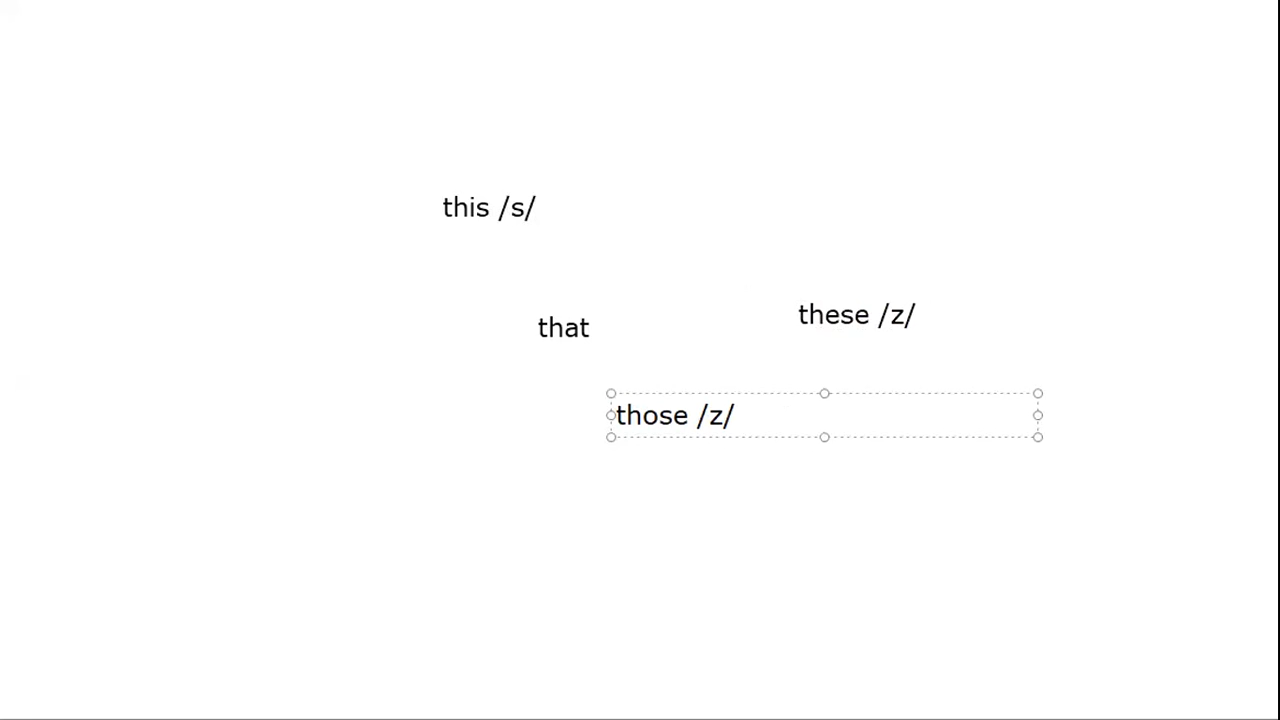 this /s/
that
these /z/
those /z/